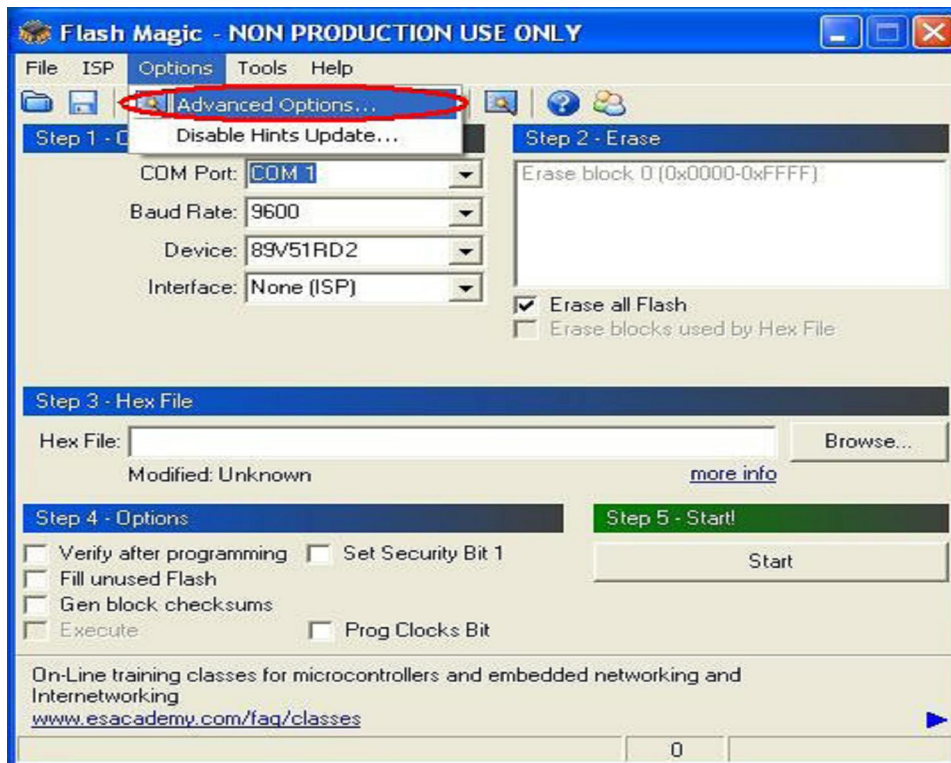 Flash Magic - NON PRODUCTION USE ONLY
File ISP Options Tools Help
Advanced Options...
Disable Hints Update...
Step 1 - C
Step 2 - Erase
COM Port: COM 1
Erase block 0 (0x0000-0xFFFF)
Baud Rate: 9600
Device: 89V51RD2
Interface: None (ISP)
Erase all Flash
Erase blocks used by Hex File
Step 3 - Hex File
Hex File:
Browse...
Modified: Unknown
more info
Step 4 - Options
Step 5 - Start!
Verify after programming
Set Security Bit 1
Start
Fill unused Flash
Gen block checksums
Execute
Prog Clocks Bit
On-Line training classes for microcontrollers and embedded networking and
Internetworking
www.esacademy.com/faq/classes
0